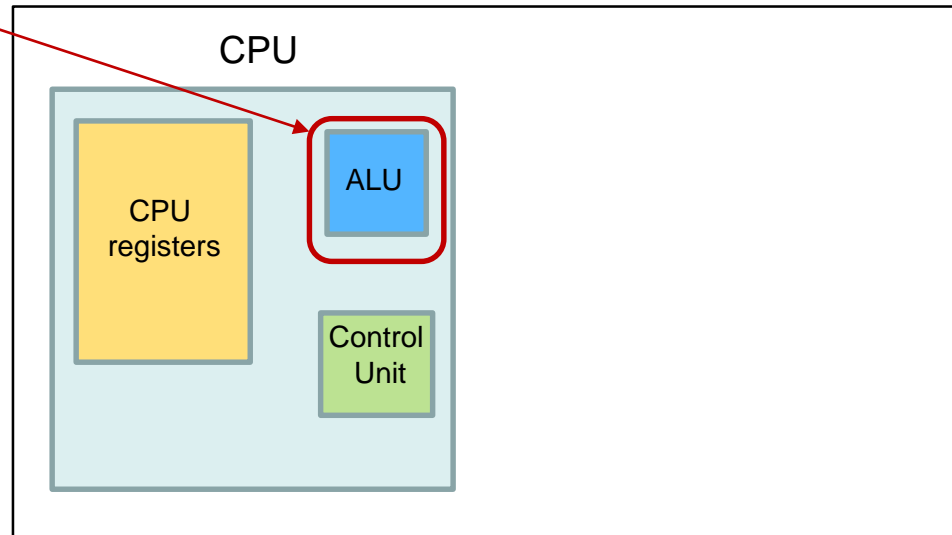 CPU
ALU
CPU
registers
Control
Unit